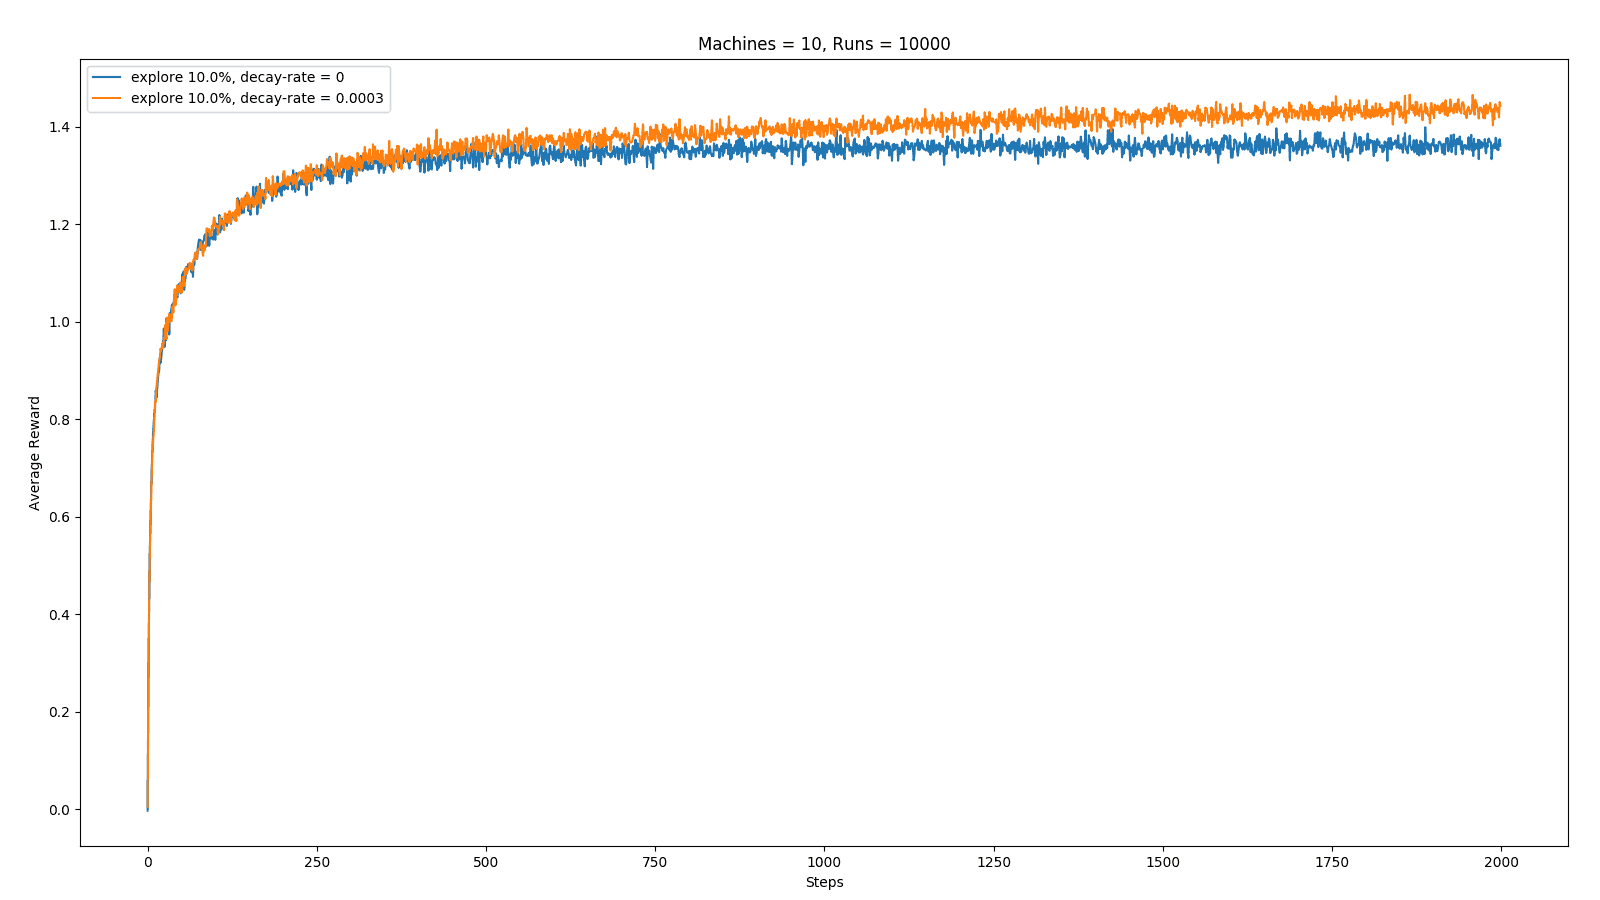 Machines = 10, Runs = 10000
explore 10.0%, decay-rate = 0
explore 10.0%, decay-rate = 0.0003
Average Reward
1.4
1.2
1.0
0.8
0.6
0.4
0.2
0.0
0 250 500 750 1000 1250 1500 1750 2000
Steps